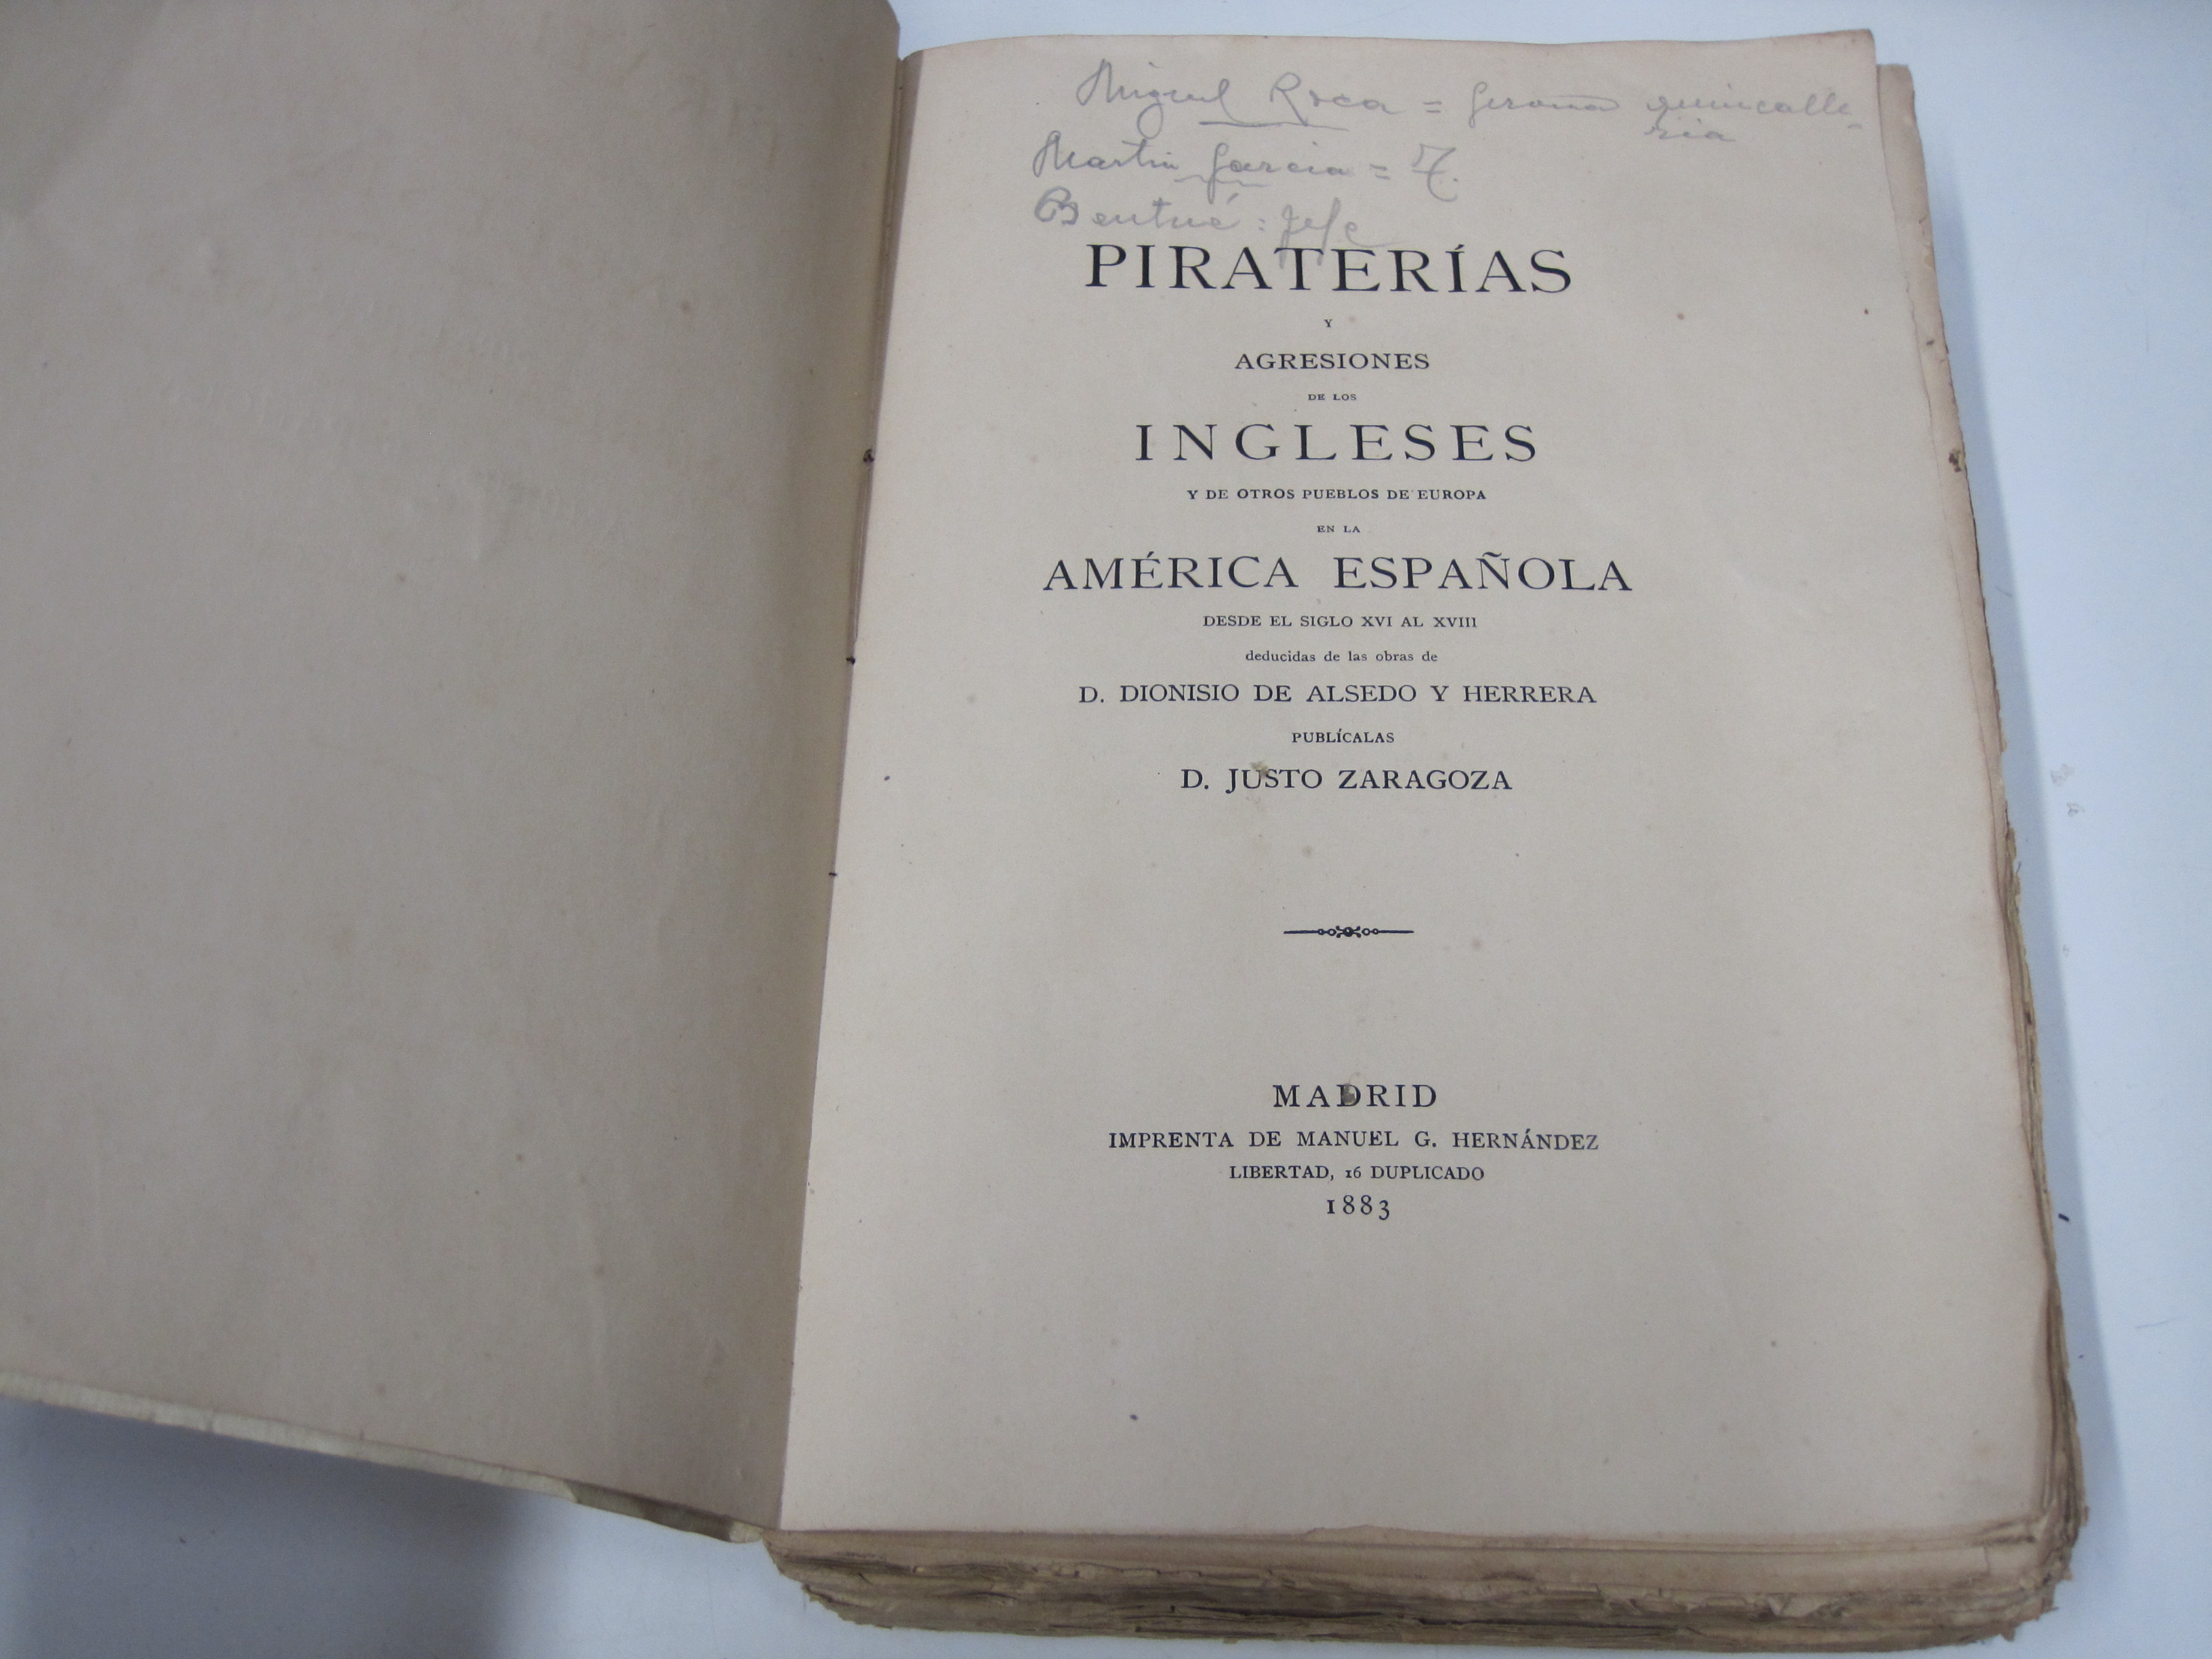 Miguel Roca = Gerona quincalle-
ria
Martin Garcia = 7.
Bentué: Jefe
PIRATERÍAS
Y
AGRESIONES
DE LOS
INGLESES
Y DE OTROS PUEBLOS DE EUROPA
EN LA
AMÉRICA ESPAÑOLA
DESDE EL SIGLO XVI AL XVIII
deducidas de las obras de
D. DIONISIO DE ALSEDO Y HERRERA
PUBLÍCALAS
D. JUSTO ZARAGOZA
MADRID
IMPRENTA DE MANUEL G. HERNÁNDEZ
LIBERTAD, 16 DUPLICADO
1883